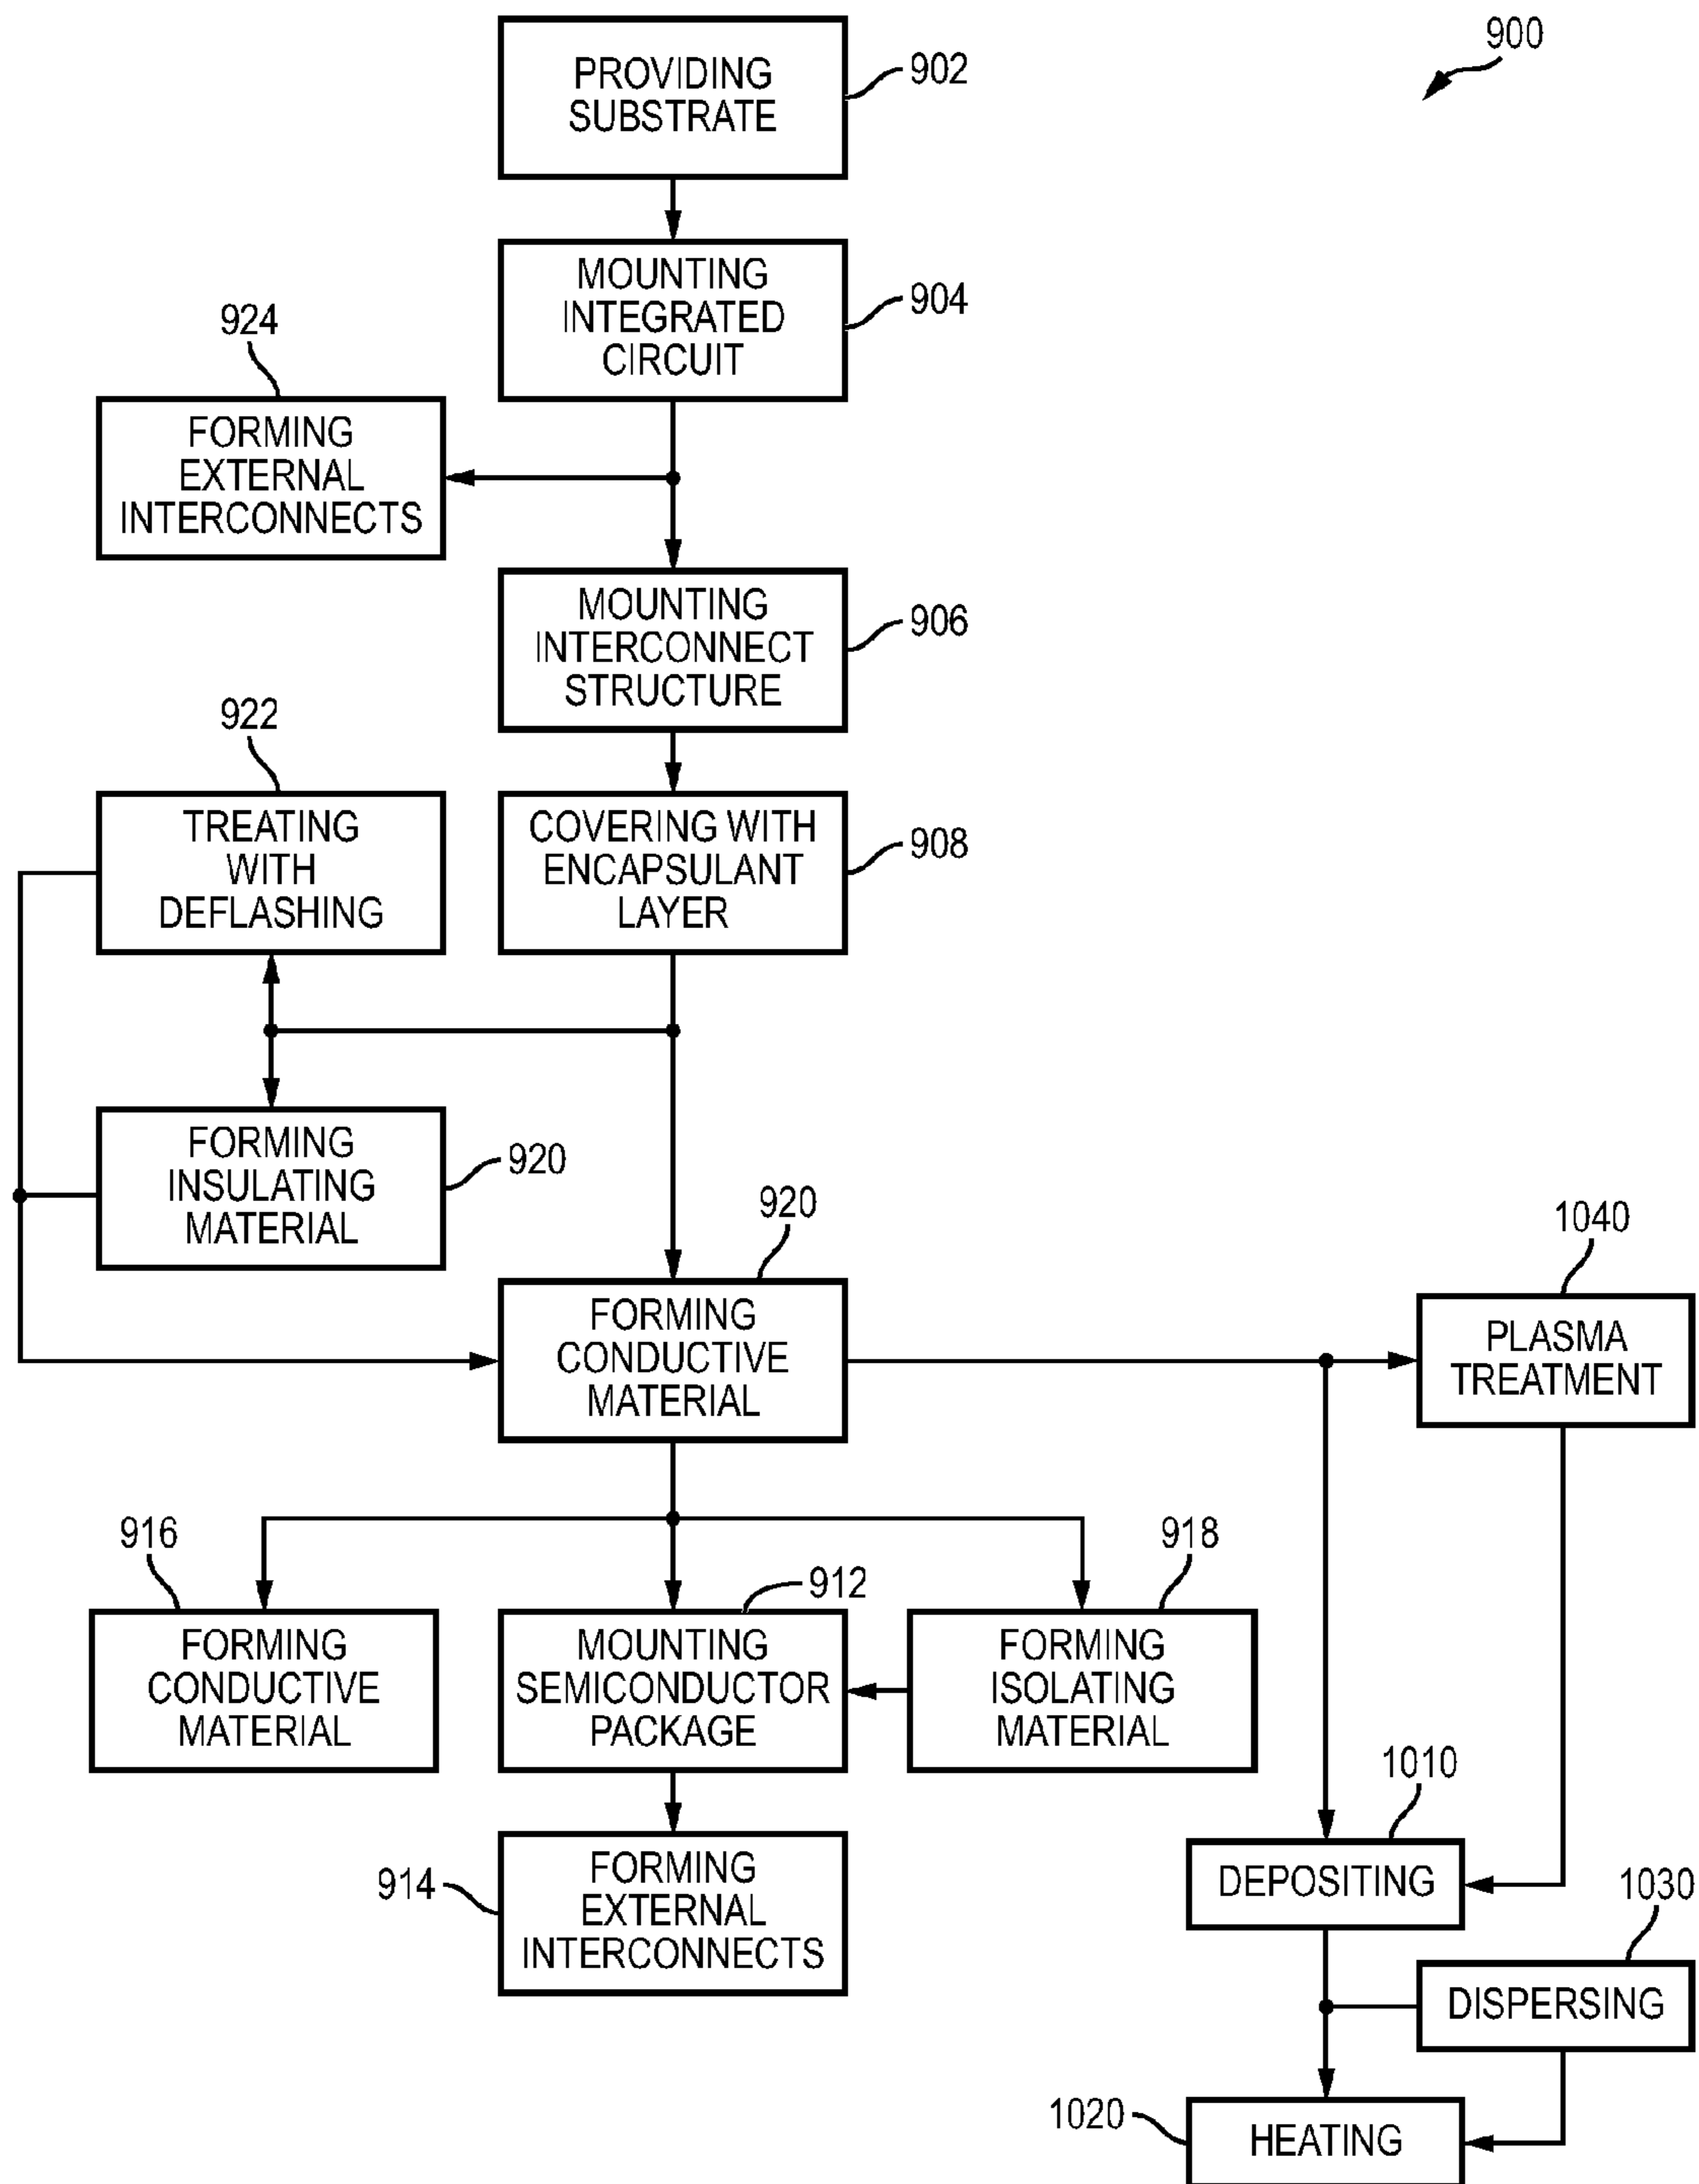 900
PROVIDING
SUBSTRATE
902
MOUNTING
INTEGRATED
CIRCUIT
904
924
FORMING
EXTERNAL
INTERCONNECTS
MOUNTING
INTERCONNECT
STRUCTURE
906
922
TREATING
WITH
DEFLASHING
COVERING WITH
ENCAPSULANT
LAYER
908
FORMING
INSULATING
MATERIAL
920
920
FORMING
CONDUCTIVE
MATERIAL
1040
PLASMA
TREATMENT
916
FORMING
CONDUCTIVE
MATERIAL
912
MOUNTING
SEMICONDUCTOR
PACKAGE
918
FORMING
ISOLATING
MATERIAL
914
FORMING
EXTERNAL
INTERCONNECTS
1010
DEPOSITING
1030
DISPERSING
1020
HEATING